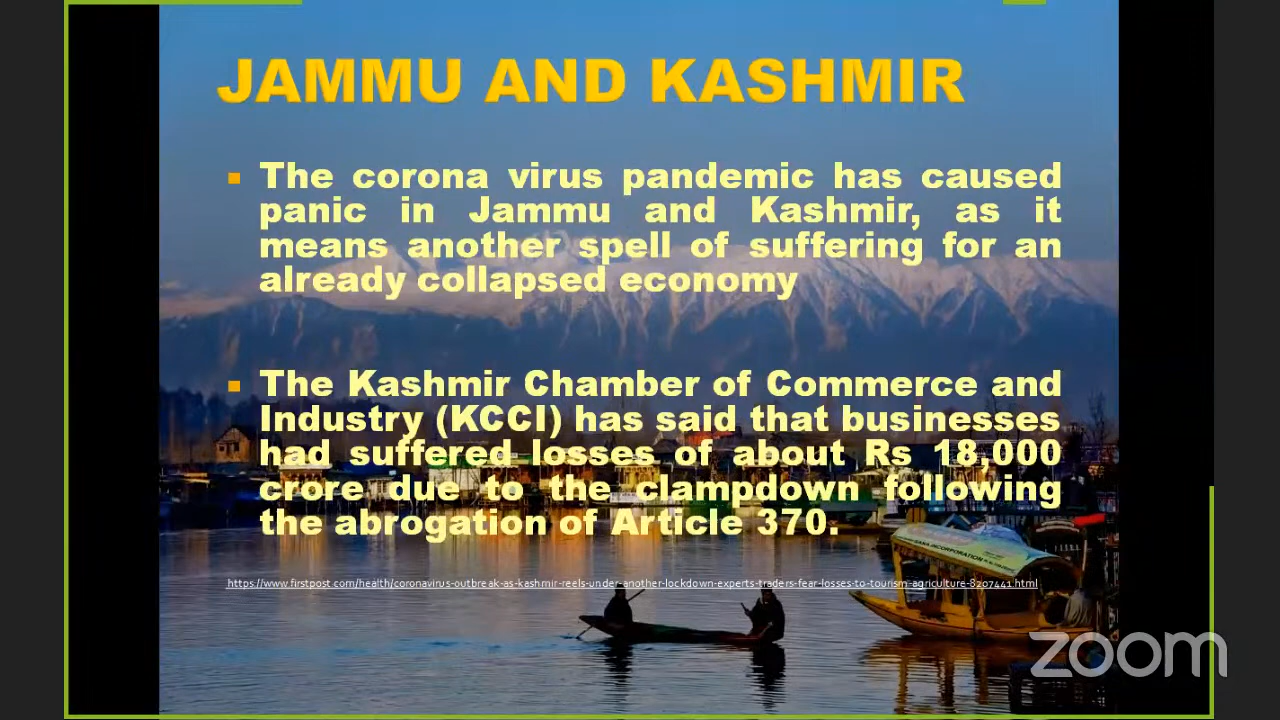 JAMMU AND KASHMIR
▪ The corona virus pandemic has caused
panic in Jammu and Kashmir, as it
means another spell of suffering for an
already collapsed economy
▪ The Kashmir Chamber of Commerce and
Industry (KCCI) has said that businesses
had suffered losses of about Rs 18,000
crore due to the clampdown following
the abrogation of Article 370.
https://www.firstpost.com/health/coronavirus-outbreak-as-kashmir-reels-under-another-lockdown-experts-traders-fear-losses-to-tourism-agriculture-8207441.html
CORPORATION
zoom